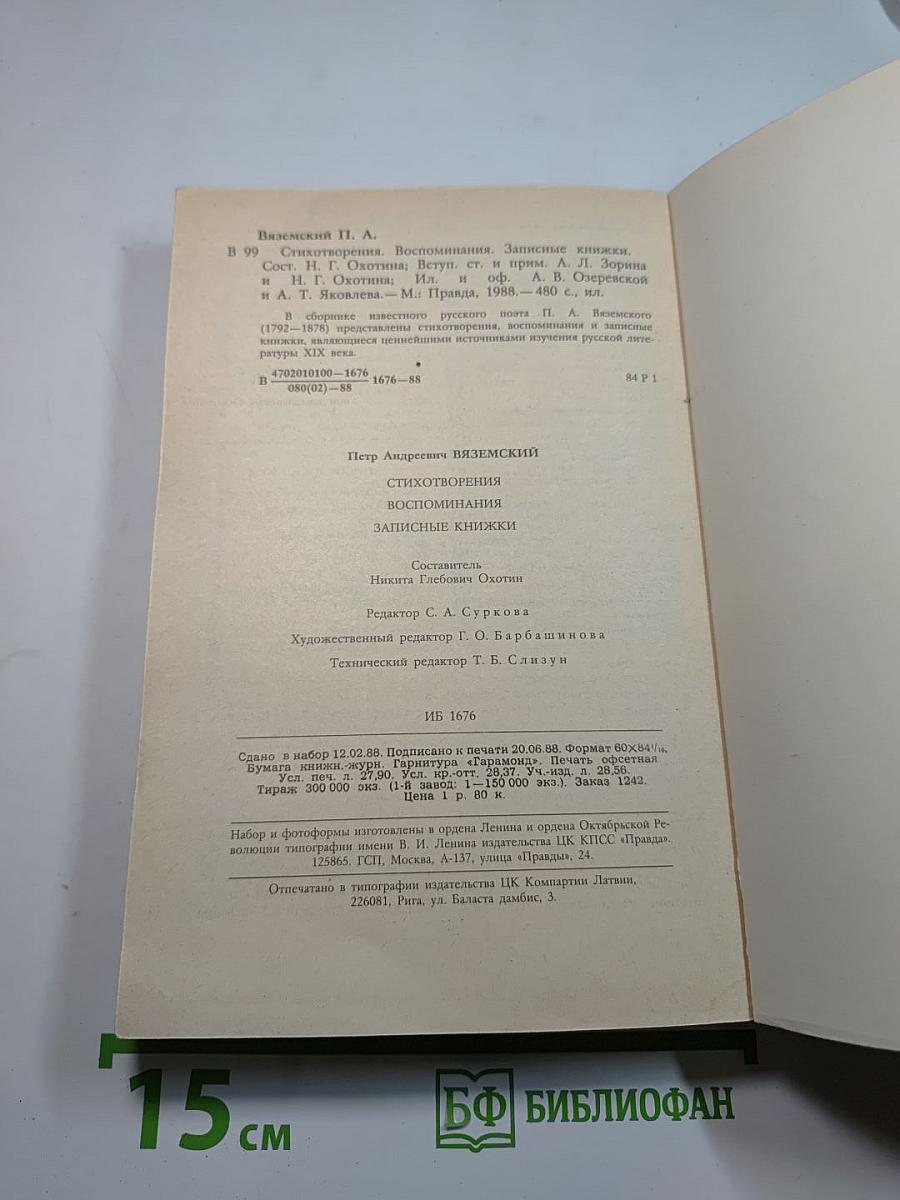 Вяземский П. А.
В 99 Стихотворения. Воспоминания. Записные книжки.
Сост. Н. Г. Охотина; Вступ. ст. и прим. А. Л. Зорина
и Н. Г. Охотина; Ил. и оф. А. В. Озеревской
и А. Т. Яковлева.— М.: Правда, 1988.— 480 с., ил.
В сборнике известного русского поэта П. А. Вяземского
(1792—1878) представлены стихотворения, воспоминания и записные
книжки, являющиеся ценнейшими источниками изучения русской лите-
ратуры XIX века.
В 4702010100—1676 1676—88
080(02)—88
84 Р 1
Петр Андреевич ВЯЗЕМСКИЙ
СТИХОТВОРЕНИЯ
ВОСПОМИНАНИЯ
ЗАПИСНЫЕ КНИЖКИ
Составитель
Никита Глебович Охотин
Редактор С. А. Суркова
Художественный редактор Г. О. Барбашинова
Технический редактор Т. Б. Слизун
ИБ 1676
Сдано в набор 12.02.88. Подписано к печати 20.06.88. Формат 60×84¹/₁₆.
Бумага книжн.-журн. Гарнитура «Гарамонд». Печать офсетная.
Усл. печ. л. 27,90. Усл. кр.-отт. 28,37. Уч.-изд. л. 28,56.
Тираж 300 000 экз. (1-й завод: 1—150 000 экз.). Заказ 1242.
Цена 1 р. 80 к.
Набор и фотоформы изготовлены в ордена Ленина и ордена Октябрьской Ре-
волюции типографии имени В. И. Ленина издательства ЦК КПСС «Правда».
125865. ГСП, Москва, А-137, улица «Правды», 24.
Отпечатано в типографии издательства ЦК Компартии Латвии,
226081, Рига, ул. Баласта дамбис, 3.
15 см
БФ БИБЛИОФАН